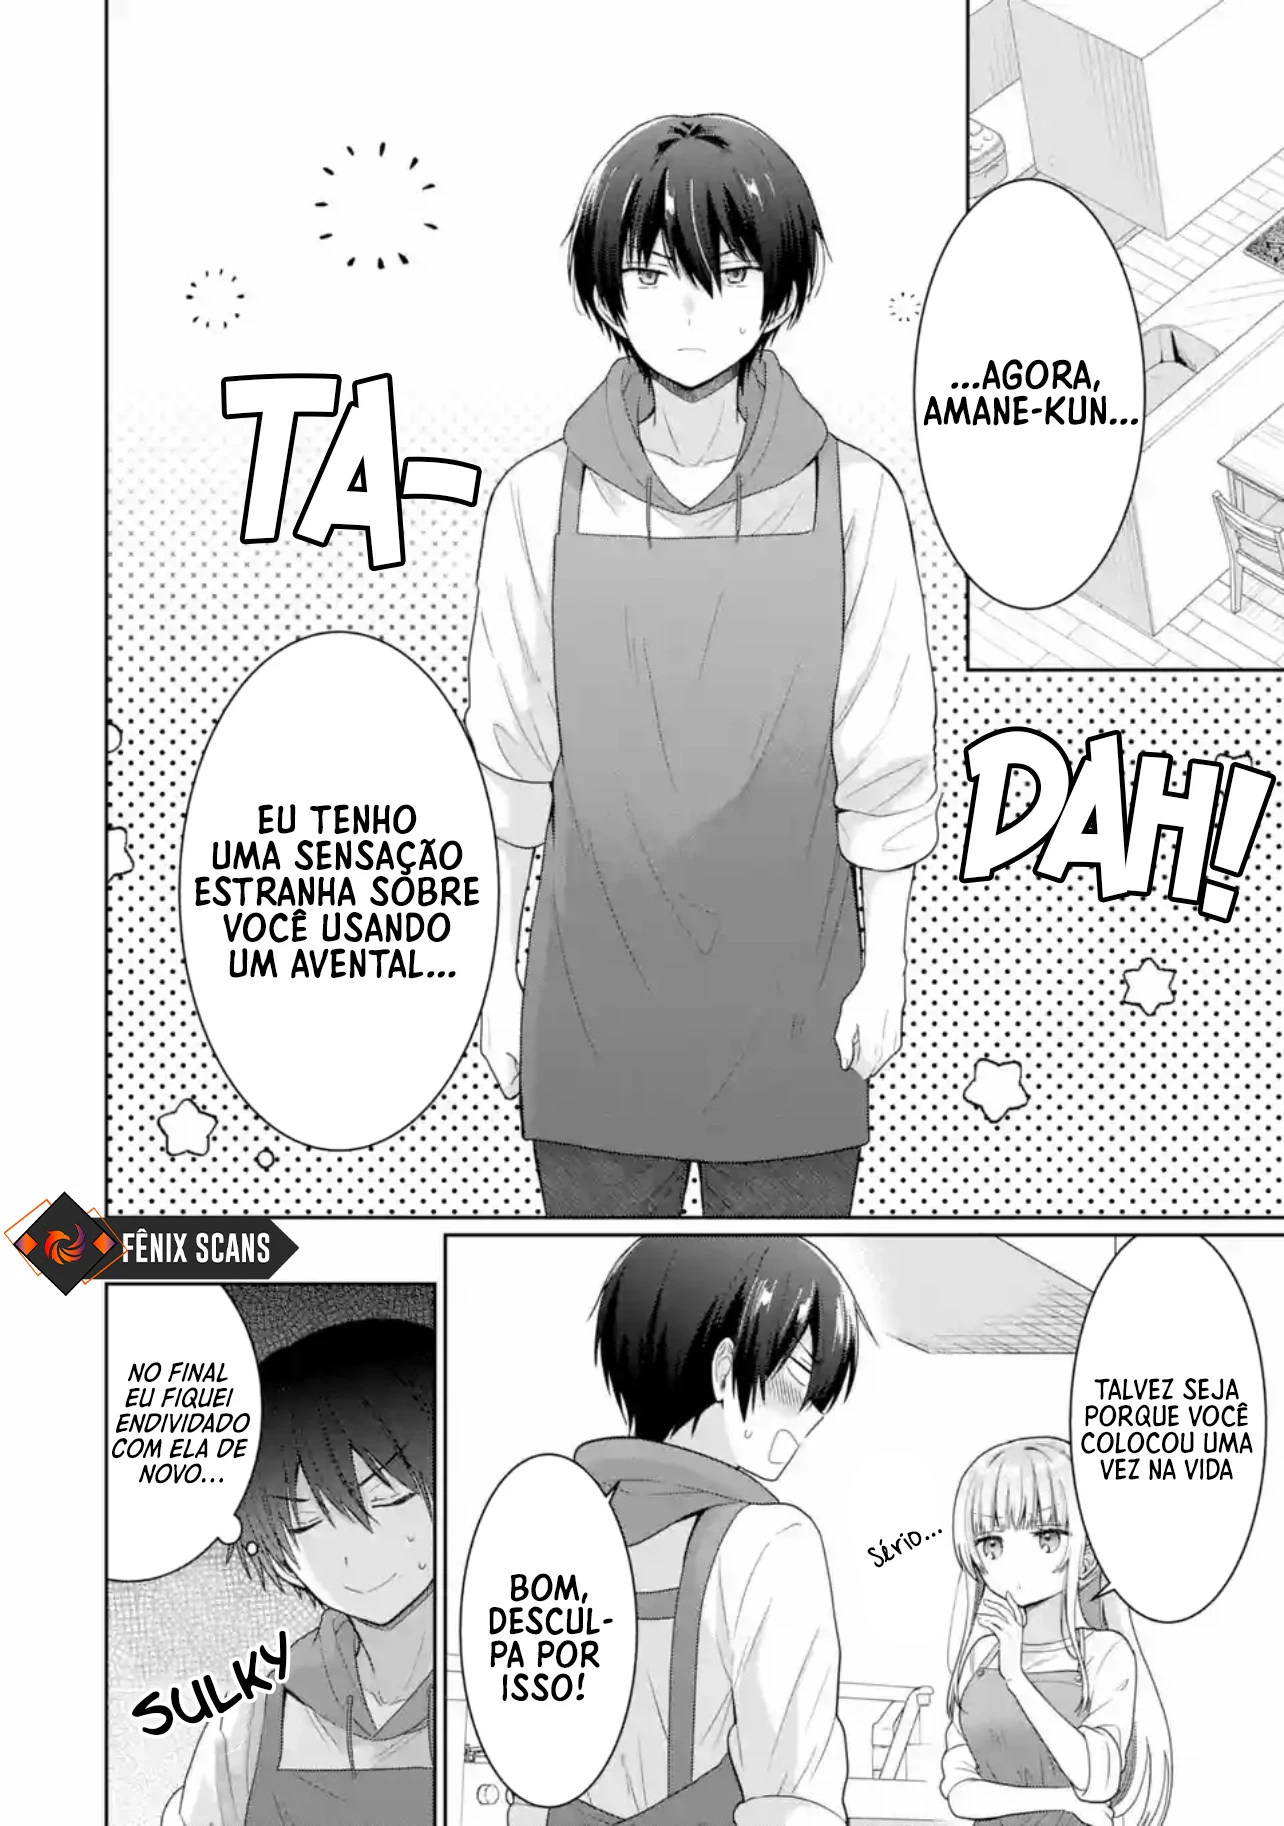 ...AGORA,
AMANE-KUN...
TA-
DAH!
EU TENHO
UMA SENSAÇÃO
ESTRANHA SOBRE
VOCÊ USANDO
UM AVENTAL...
FÊNIX SCANS
TALVEZ SEJA
PORQUE VOCÊ
COLOCOU UMA
VEZ NA VIDA
SÉRIO...
BOM,
DESCUL-
PA POR
ISSO!
NO FINAL
EU FIQUEI
ENDIVIDADO
COM ELA DE
NOVO...
SULKY